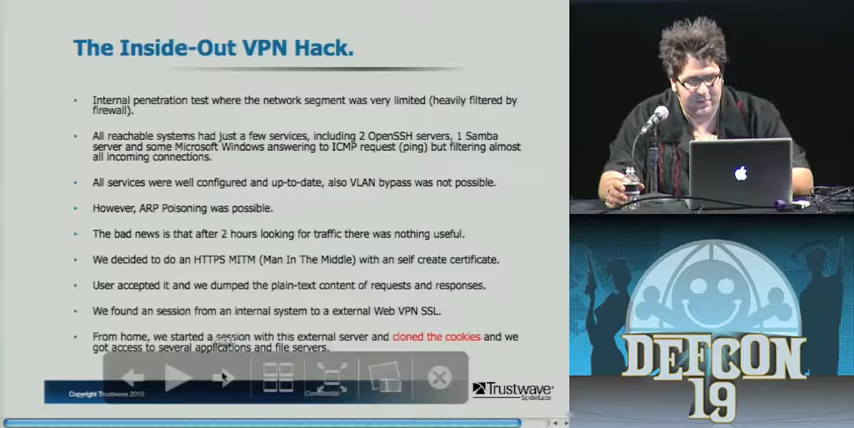 The Inside-Out VPN Hack.
Internal penetration test where the network segment was very limited (heavily filtered by
firewall).
All reachable systems had just a few services, including 2 OpenSSH servers, 1 Samba
server and some Microsoft Windows answering to ICMP request (ping) but filtering almost
all incoming connections.
All services were well configured and up-to-date, also VLAN bypass was not possible.
However, ARP Poisoning was possible.
The bad news is that after 2 hours looking for traffic there was nothing useful.
We decided to do an HTTPS MITM (Man In The Middle) with an self create certificate.
User accepted it and we dumped the plain-text content of requests and responses.
We found an session from an internal system to a external Web VPN SSL.
From home, we started a session with this external server and cloned the cookies and we
got access to several applications and file servers.
Copyright Trustwave 2010
Confidential
Trustwave
SpiderLabs
DEFCON
19